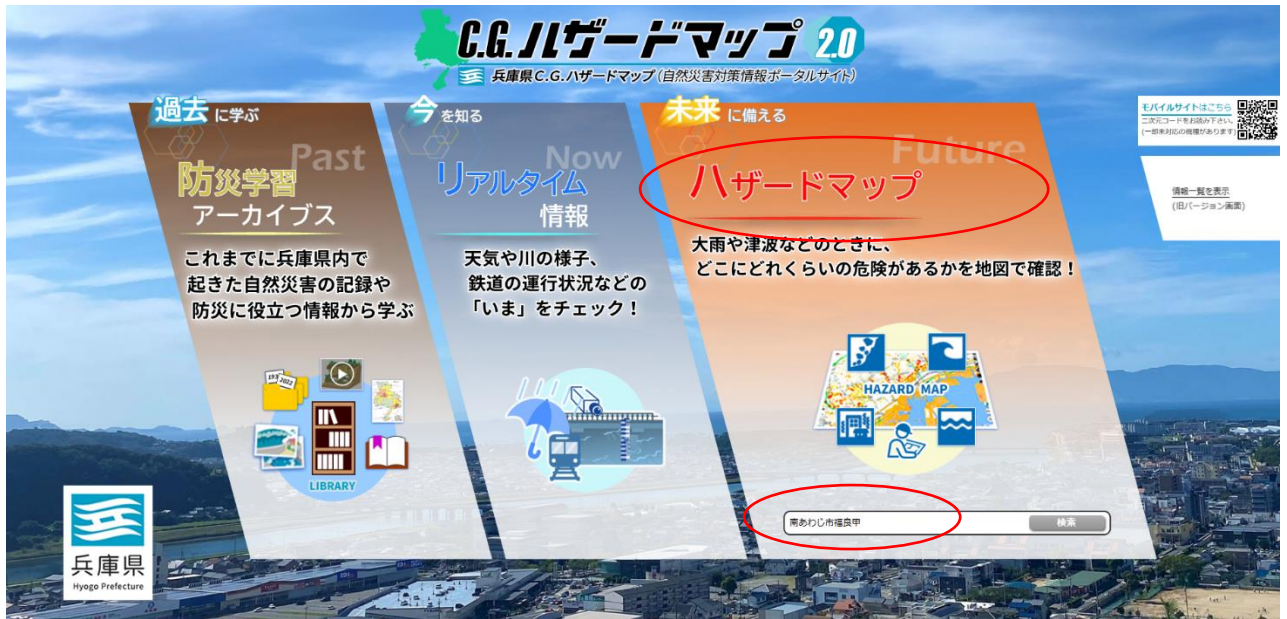 C.G.ハザードマップ 2.0
兵庫県C.G.ハザードマップ(自然災害対策情報ポータルサイト)
過去 に学ぶ
Past
防災学習
アーカイブス
これまでに兵庫県内で
起きた自然災害の記録や
防災に役立つ情報から学ぶ
2022
LIBRARY
今 を知る
Now
リアルタイム
情報
天気や川の様子、
鉄道の運行状況などの
「いま」をチェック!
未来 に備える
Future
ハザードマップ
大雨や津波などのときに、
どこにどれくらいの危険があるかを地図で確認!
HAZARD MAP
南あわじ市福良甲
検索
モバイルサイトはこちら
二次元コードをお読み下さい。
(一部未対応の機種があります)
情報一覧を表示
(旧バージョン画面)
兵庫県
Hyogo Prefecture